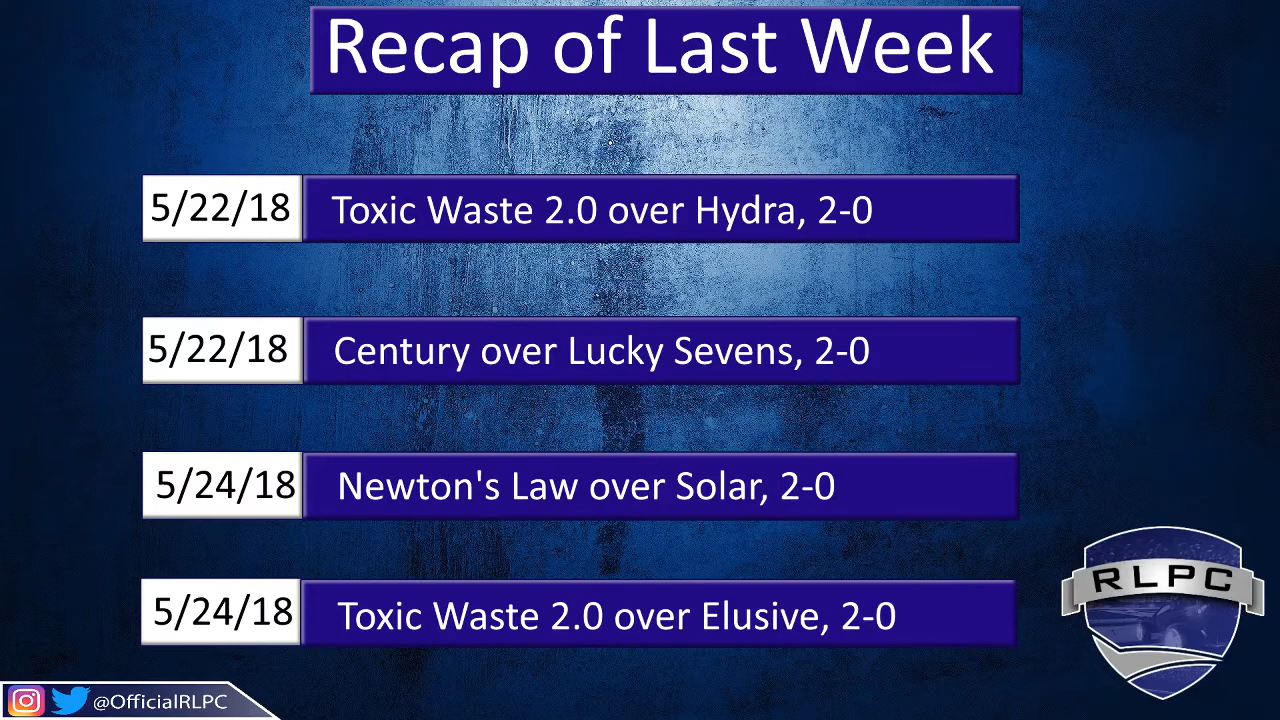 Recap of Last Week
5/22/18 Toxic Waste 2.0 over Hydra, 2-0
5/22/18 Century over Lucky Sevens, 2-0
5/24/18 Newton's Law over Solar, 2-0
5/24/18 Toxic Waste 2.0 over Elusive, 2-0
RLPC
@OfficialRLPC